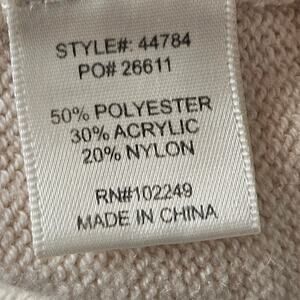 STYLE#: 44784
PO# 26611
50% POLYESTER
30% ACRYLIC
20% NYLON
RN#102249
MADE IN CHINA